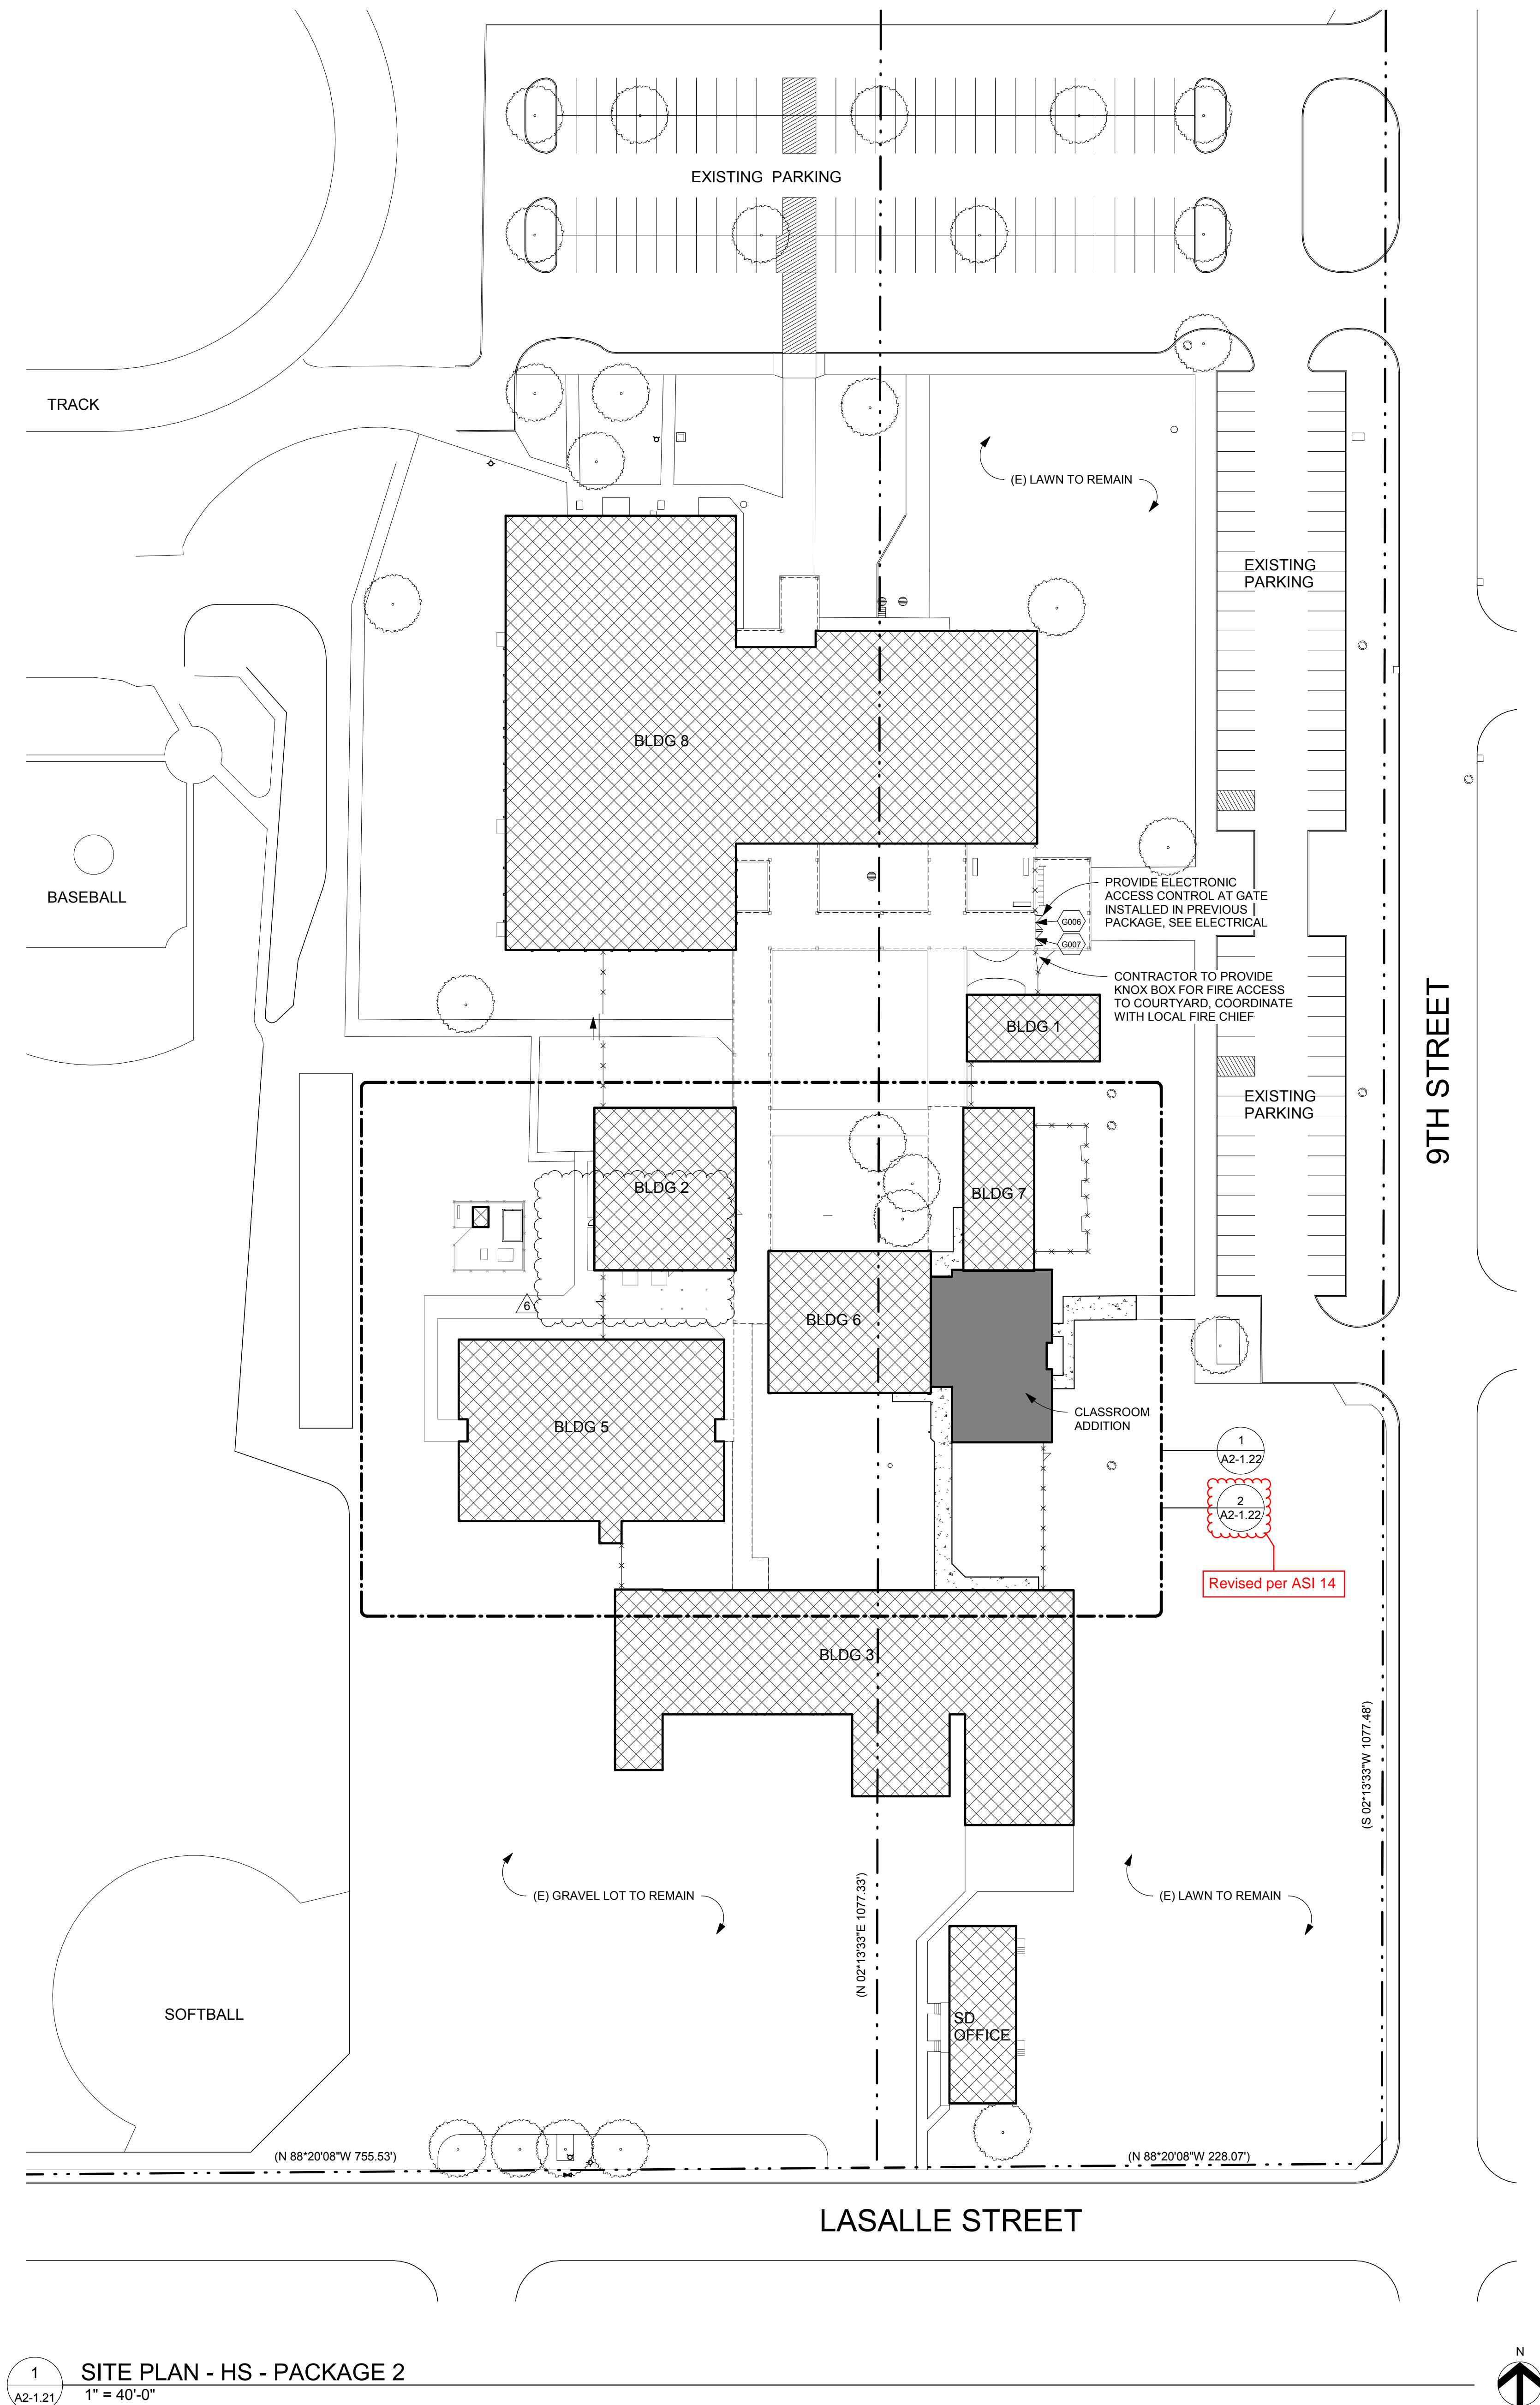 EXISTING PARKING
TRACK
(E) LAWN TO REMAIN
EXISTING
PARKING
BLDG 8
BASEBALL
PROVIDE ELECTRONIC
ACCESS CONTROL AT GATE
INSTALLED IN PREVIOUS
PACKAGE, SEE ELECTRICAL
G006
G007
CONTRACTOR TO PROVIDE
KNOX BOX FOR FIRE ACCESS
TO COURTYARD, COORDINATE
WITH LOCAL FIRE CHIEF
BLDG 1
9TH STREET
EXISTING
PARKING
BLDG 2
BLDG 7
6
BLDG 6
BLDG 5
CLASSROOM
ADDITION
1
A2-1.22
2
A2-1.22
Revised per ASI 14
BLDG 3
(S 02*13'33"W 1077.48')
(N 02*13'33"E 1077.33')
(E) GRAVEL LOT TO REMAIN
(E) LAWN TO REMAIN
SOFTBALL
SD
OFFICE
(N 88*20'08"W 755.53')
(N 88*20'08"W 228.07')
LASALLE STREET
1
A2-1.21
SITE PLAN - HS - PACKAGE 2
1" = 40'-0"
N